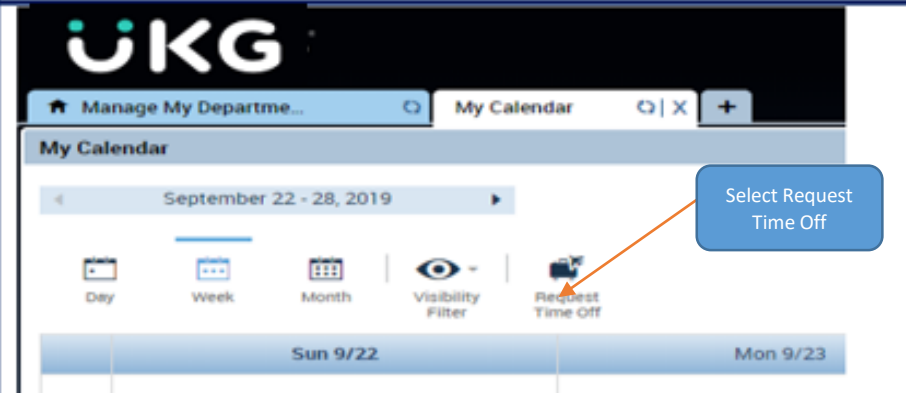 UKG
Manage My Departme... My Calendar X +
My Calendar
September 22 - 28, 2019
Select Request
Time Off
Day Week Month Visibility Filter Request Time Off
Sun 9/22 Mon 9/23